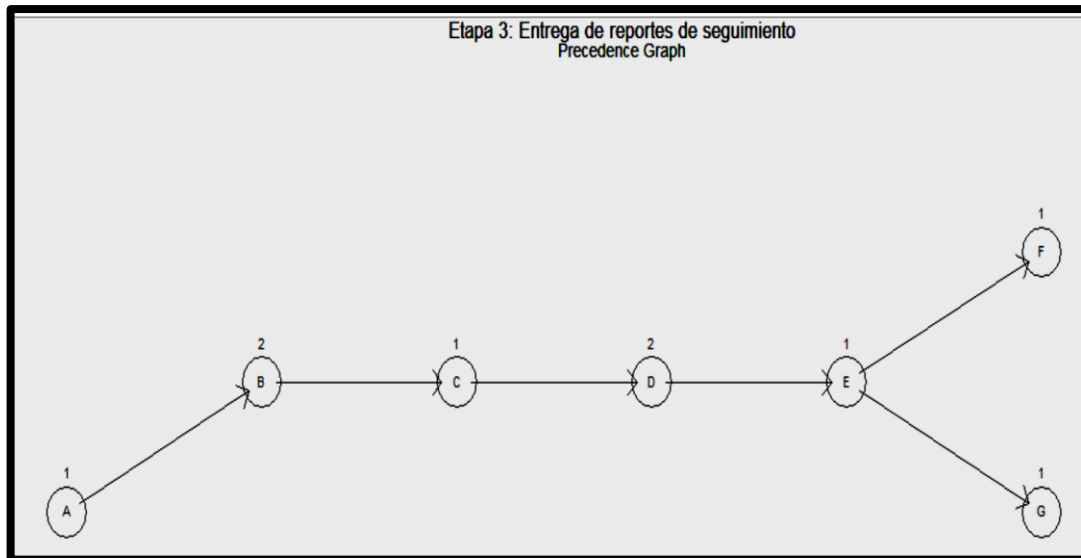 Etapa 3: Entrega de reportes de seguimiento
Precedence Graph
1
F
2
1
2
1
B
C
D
E
1
1
A
G